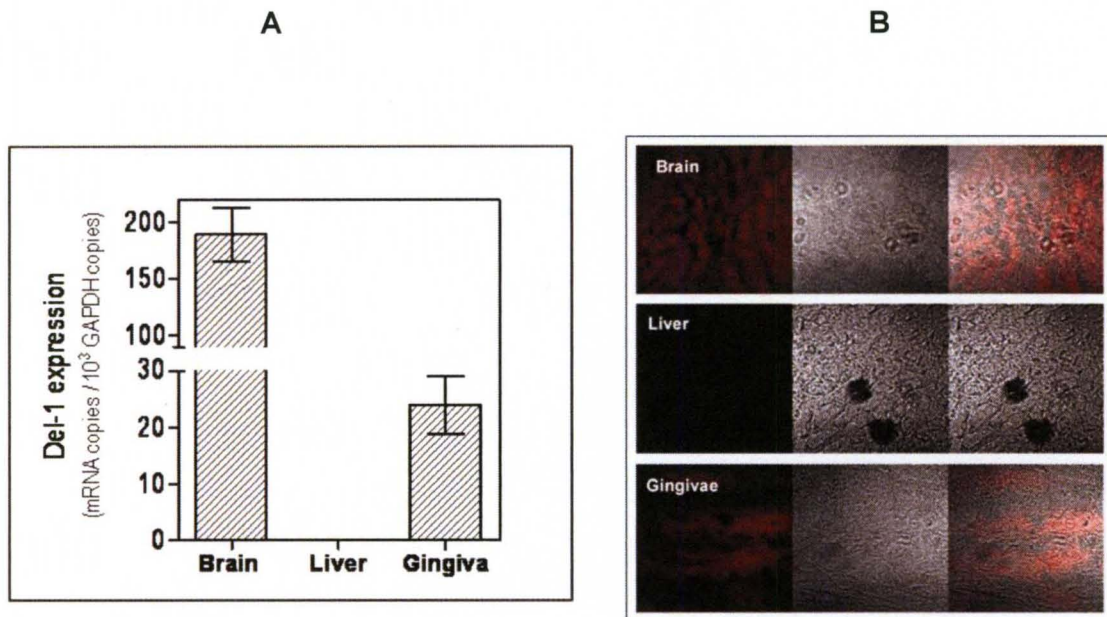 A
B
Del-1 expression
(mRNA copies / 10³ GAPDH copies)
200
150
100
30
20
10
0
Brain
Liver
Gingiva
Brain
Liver
Gingivae